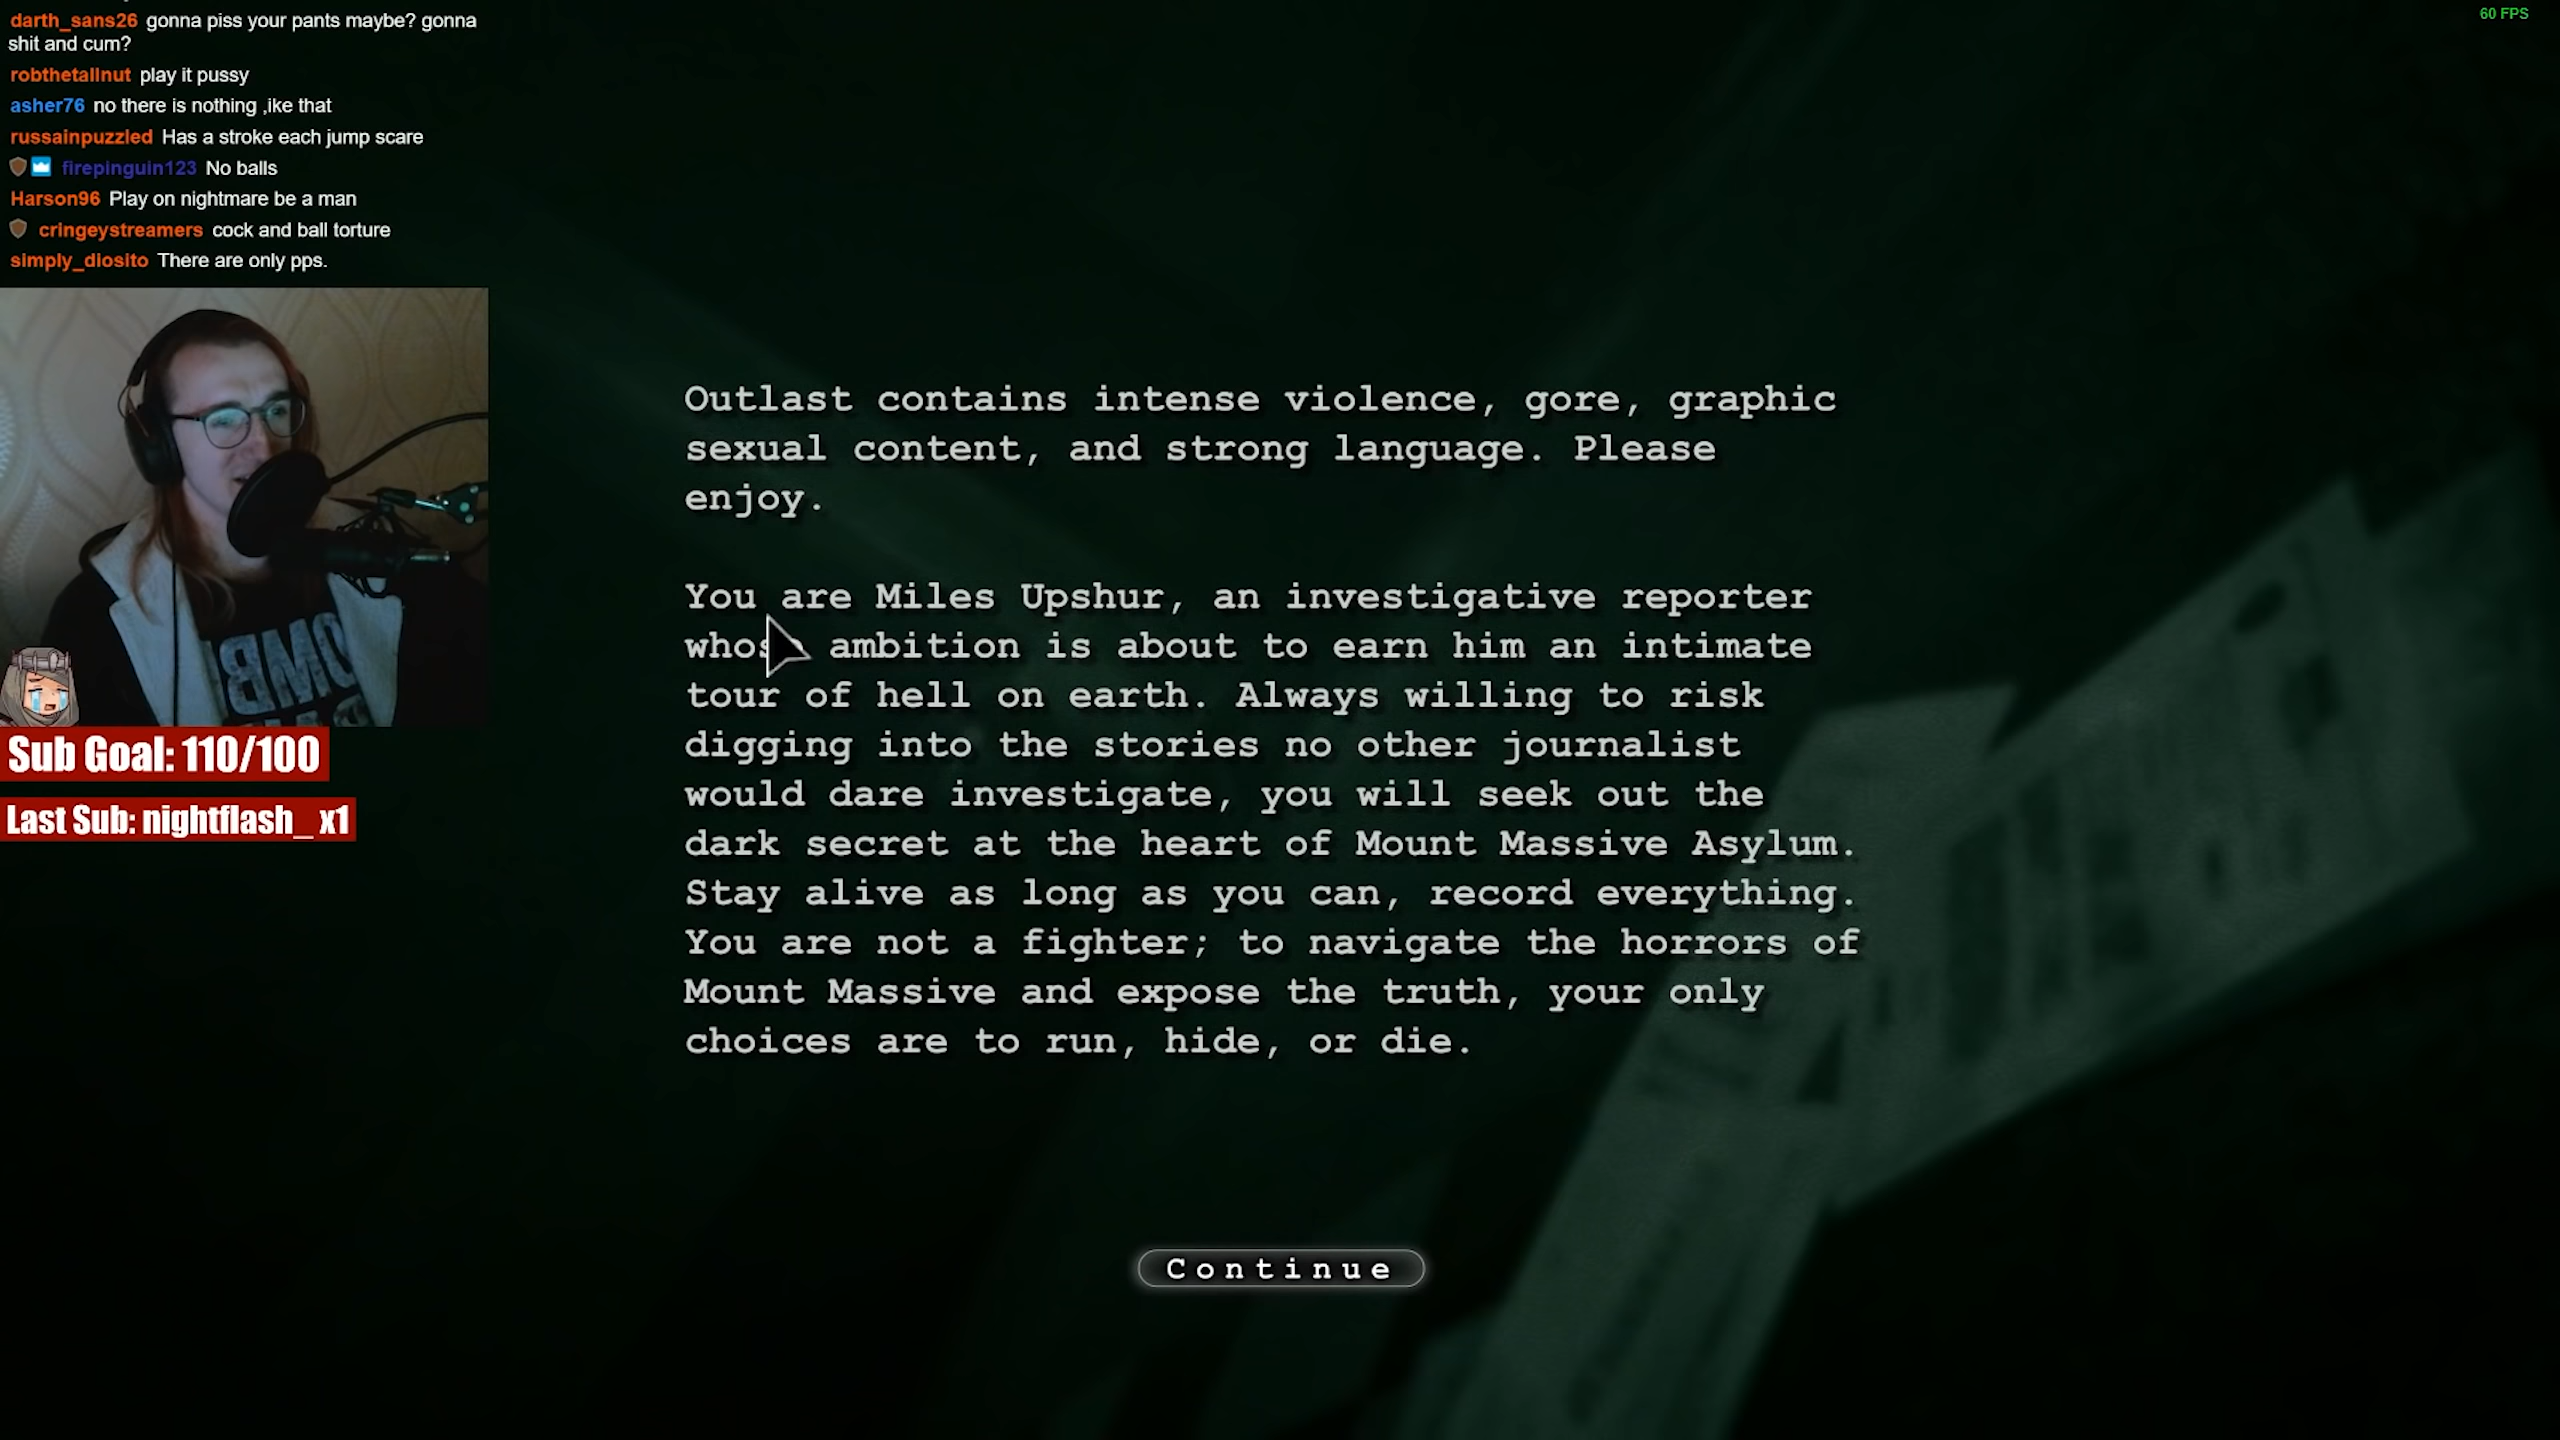 darth_sans26 gonna piss your pants maybe? gonna
shit and cum?
robthetallnut play it pussy
asher76 no there is nothing ,ike that
russainpuzzled Has a stroke each jump scare
firepinguin123 No balls
Harson96 Play on nightmare be a man
cringeystreamers cock and ball torture
simply_diosito There are only pps.
60 FPS
Sub Goal: 110/100
Last Sub: nightflash_ x1
Outlast contains intense violence, gore, graphic
sexual content, and strong language. Please
enjoy.
You are Miles Upshur, an investigative reporter
whose ambition is about to earn him an intimate
tour of hell on earth. Always willing to risk
digging into the stories no other journalist
would dare investigate, you will seek out the
dark secret at the heart of Mount Massive Asylum.
Stay alive as long as you can, record everything.
You are not a fighter; to navigate the horrors of
Mount Massive and expose the truth, your only
choices are to run, hide, or die.
Continue